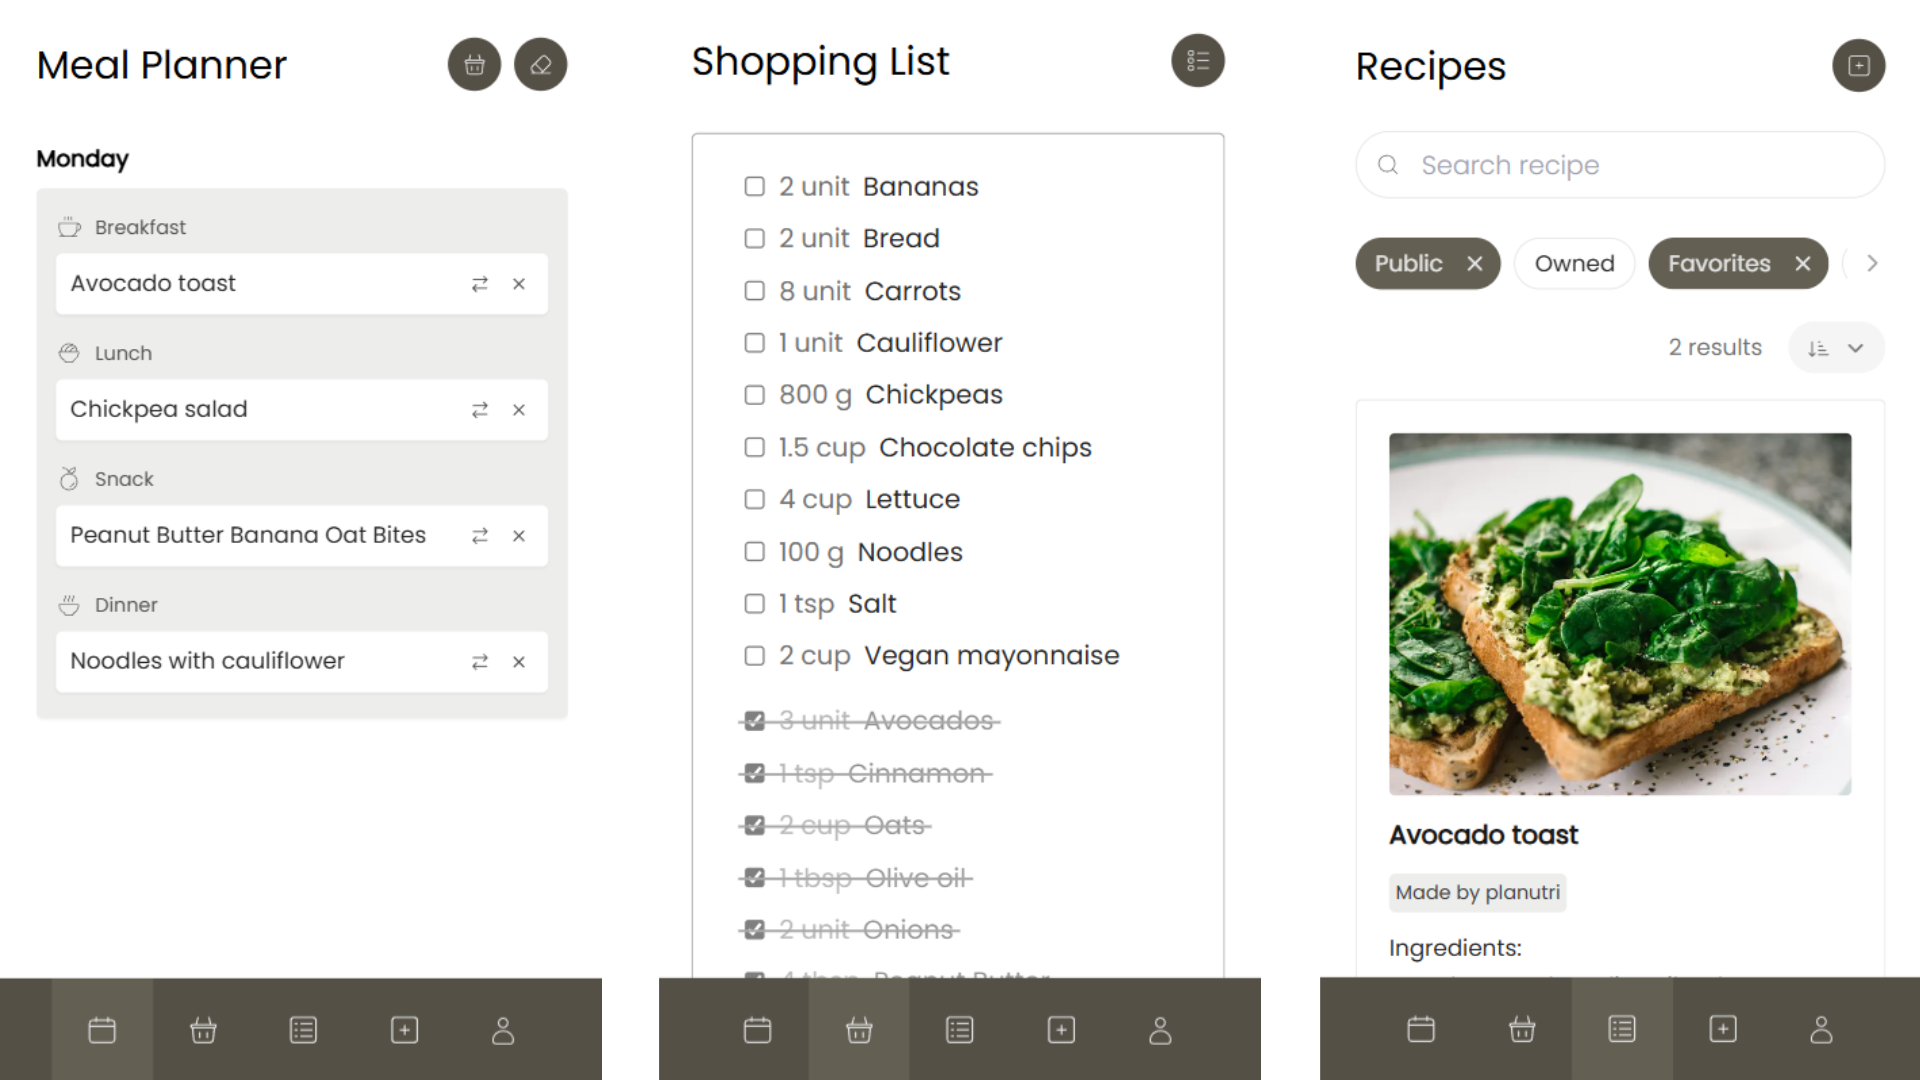 Meal Planner
Monday
Breakfast
Avocado toast
Lunch
Chickpea salad
Snack
Peanut Butter Banana Oat Bites
Dinner
Noodles with cauliflower
Shopping List
2 unit Bananas
2 unit Bread
8 unit Carrots
1 unit Cauliflower
800 g Chickpeas
1.5 cup Chocolate chips
4 cup Lettuce
100 g Noodles
1 tsp Salt
2 cup Vegan mayonnaise
3 unit Avocados
1 tsp Cinnamon
2 cup Oats
1 tbsp Olive oil
2 unit Onions
4 tbsp Peanut Butter
Recipes
Search recipe
Public Owned Favorites
2 results
Avocado toast
Made by planutri
Ingredients: